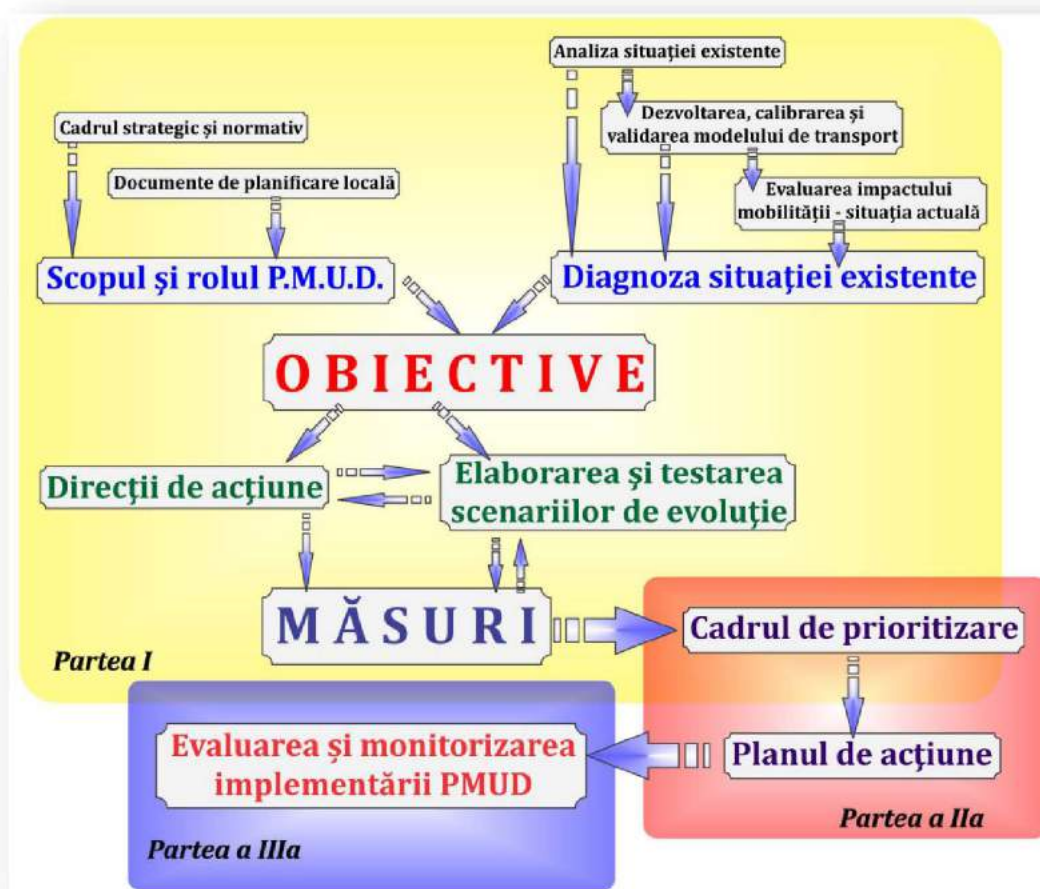 Analiza situației existente
Cadrul strategic și normativ
Dezvoltarea, calibrarea și
validarea modelului de transport
Documente de planificare locală
Evaluarea impactului
mobilității - situația actuală
Scopul și rolul P.M.U.D.
Diagnoza situației existente
OBIECTIVE
Direcții de acțiune
Elaborarea și testarea
scenariilor de evoluție
MĂSURI
Cadrul de prioritizare
Partea I
Evaluarea și monitorizarea
implementării PMUD
Planul de acțiune
Partea a IIa
Partea a IIIa